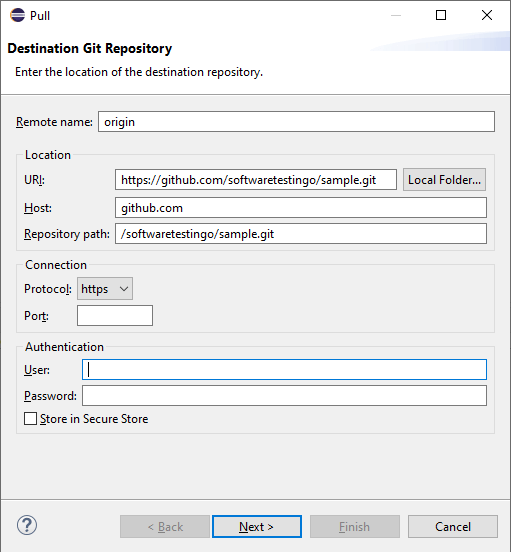 Pull
Destination Git Repository
Enter the location of the destination repository.
Remote name: origin
Location
URI: https://github.com/softwaretestingo/sample.git Local Folder...
Host: github.com
Repository path: /softwaretestingo/sample.git
Connection
Protocol: https
Port:
Authentication
User:
Password:
Store in Secure Store
? < Back Next > Finish Cancel